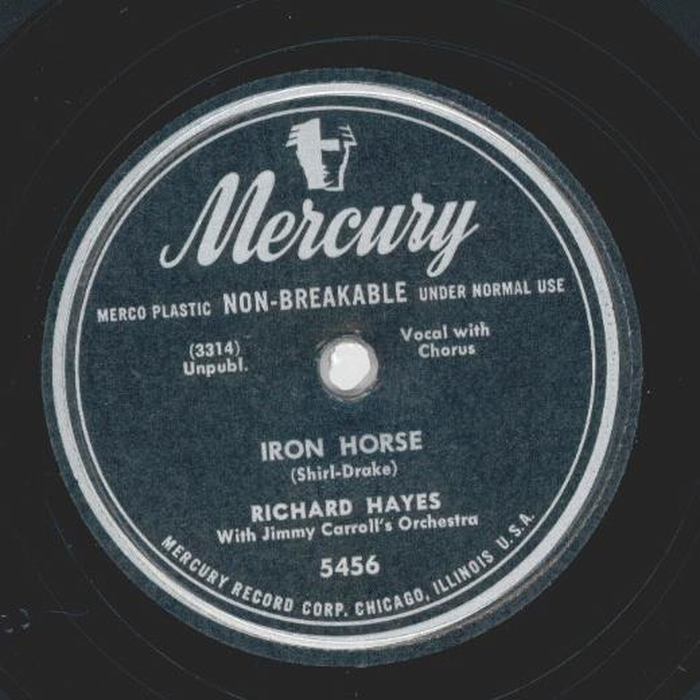 Mercury
MERCO PLASTIC NON-BREAKABLE UNDER NORMAL USE
(3314)
Unpubl.
Vocal with
Chorus
IRON HORSE
(Shirl-Drake)
RICHARD HAYES
With Jimmy Carroll's Orchestra
5456
MERCURY RECORD CORP. CHICAGO, ILLINOIS U.S.A.